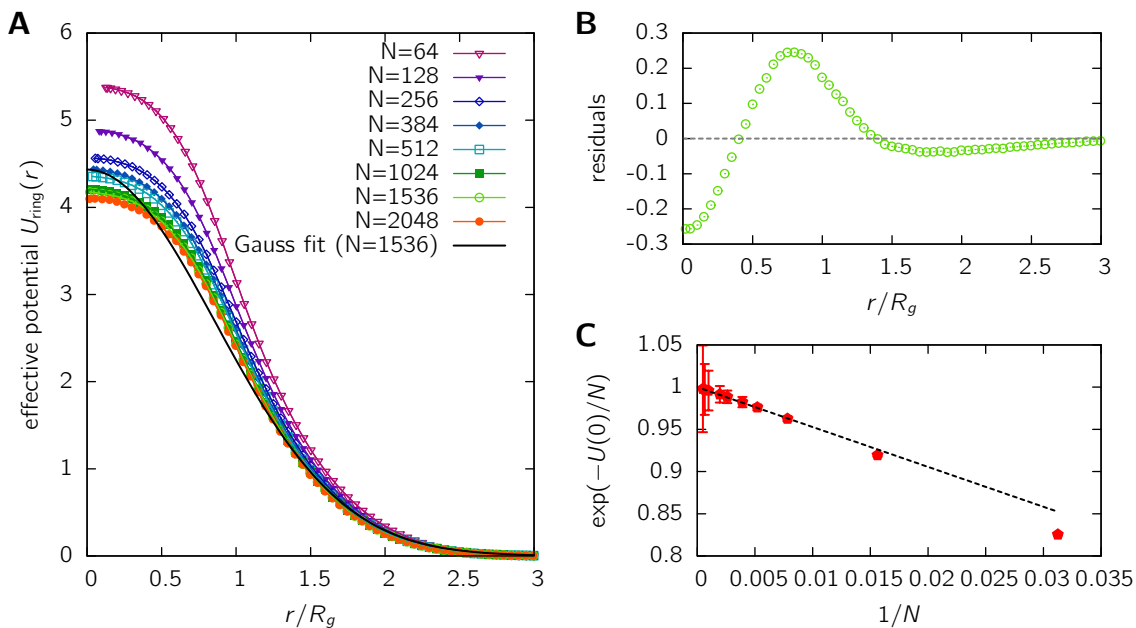 A
effective potential U_ring(r)
6
5
4
3
2
1
0
0 0.5 1 1.5 2 2.5 3
r/R_g
N=64
N=128
N=256
N=384
N=512
N=1024
N=1536
N=2048
Gauss fit (N=1536)
B
residuals
0.3
0.2
0.1
0
-0.1
-0.2
-0.3
0 0.5 1 1.5 2 2.5 3
r/R_g
C
exp(−U(0)/N)
1.05
1
0.95
0.9
0.85
0.8
0 0.005 0.01 0.015 0.02 0.025 0.03 0.035
1/N